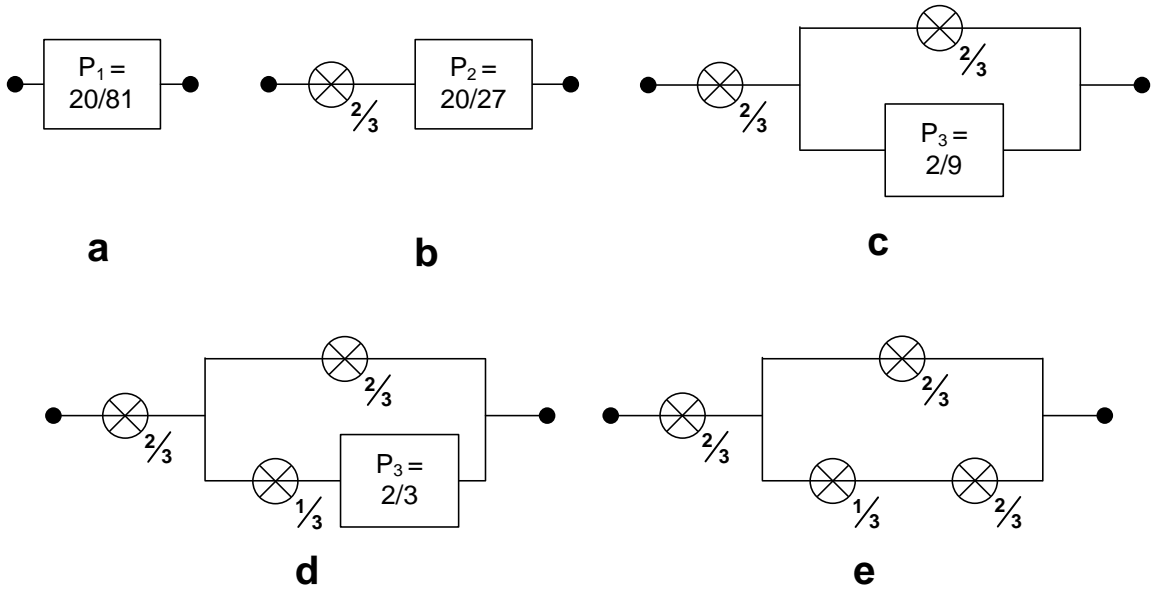 P₁ =
20/81
2/3
P₂ =
20/27
2/3
2/3
P₃ =
2/9
a
b
c
2/3
2/3
1/3
P₃ =
2/3
2/3
2/3
1/3
2/3
d
e